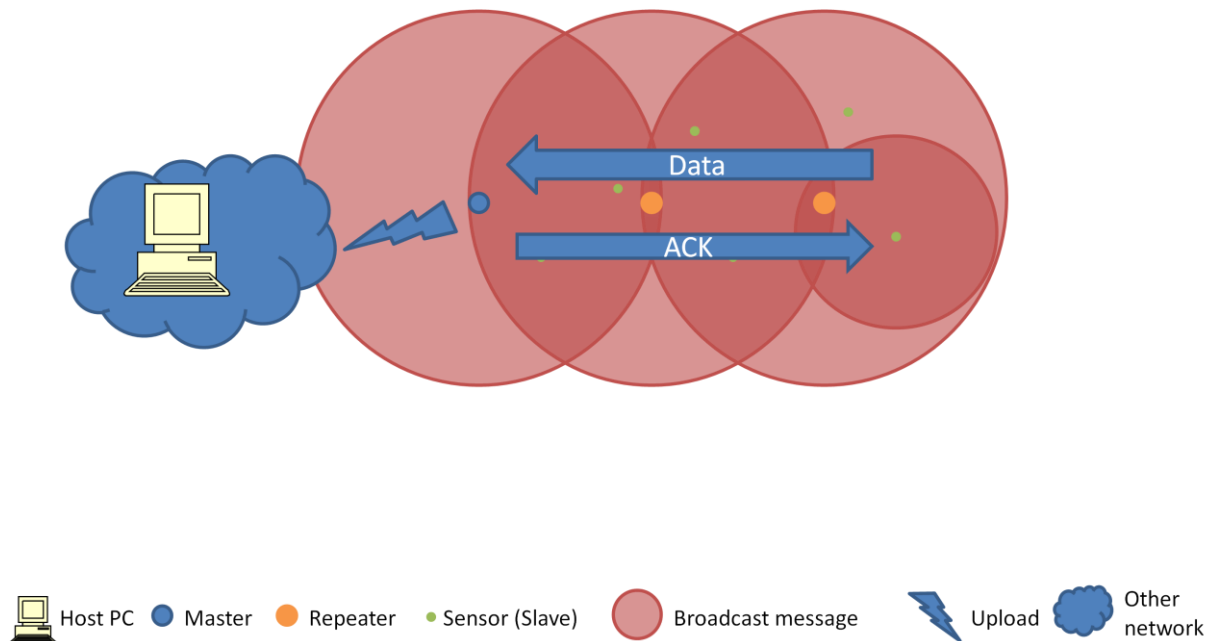 Data
ACK
Host PC
Master
Repeater
Sensor (Slave)
Broadcast message
Upload
Other
network